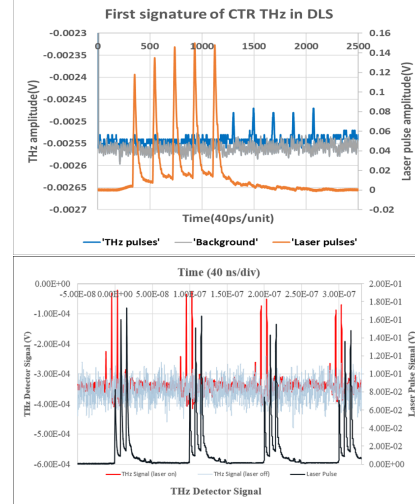 First signature of CTR THz in DLS
-0.0023
-0.00235
-0.0024
-0.00245
-0.0025
-0.00255
-0.0026
-0.00265
-0.0027
THz amplitude(V)
0 500 1000 1500 2000 2500
0.16
0.14
0.12
0.1
0.08
0.06
0.04
0.02
0
-0.02
Laser pulse amplitude(V)
Time(40ps/unit)
'THz pulses' 'Background' 'Laser pulses'
Time (40 ns/div)
-5.00E-08 0.00E+00 5.00E-08 1.00E-07 1.50E-07 2.00E-07 2.50E-07 3.00E-07
0.00E+00
-1.00E-04
-2.00E-04
-3.00E-04
-4.00E-04
-5.00E-04
-6.00E-04
THz Detector Signal (V)
2.00E-01
1.80E-01
1.60E-01
1.40E-01
1.20E-01
1.00E-01
8.00E-02
6.00E-02
4.00E-02
2.00E-02
0.00E+00
Laser Pulse Signal (V)
THz Signal (laser on) THz Signal (laser off) Laser Pulse
THz Detector Signal